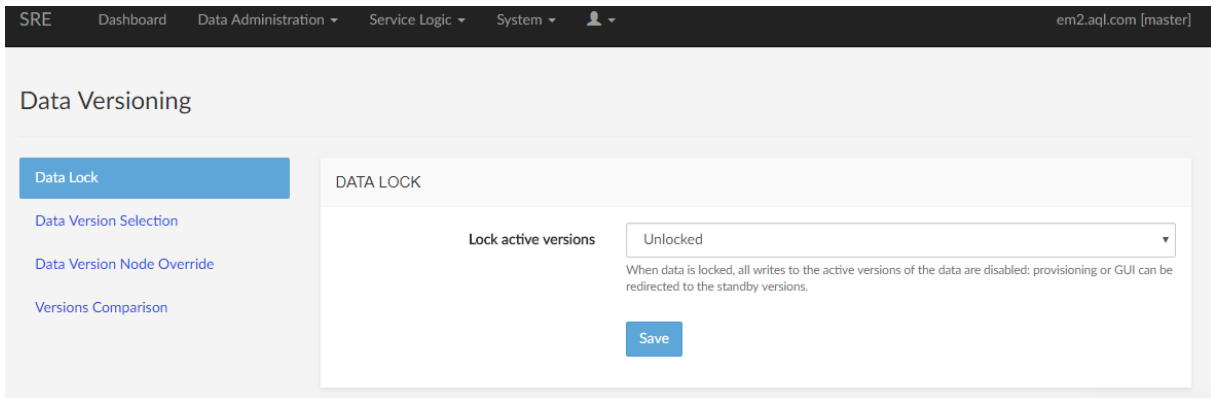 SRE Dashboard Data Administration Service Logic System em2.aql.com [master]
Data Versioning
Data Lock
Data Version Selection
Data Version Node Override
Versions Comparison
DATA LOCK
Lock active versions Unlocked
When data is locked, all writes to the active versions of the data are disabled: provisioning or GUI can be
redirected to the standby versions.
Save